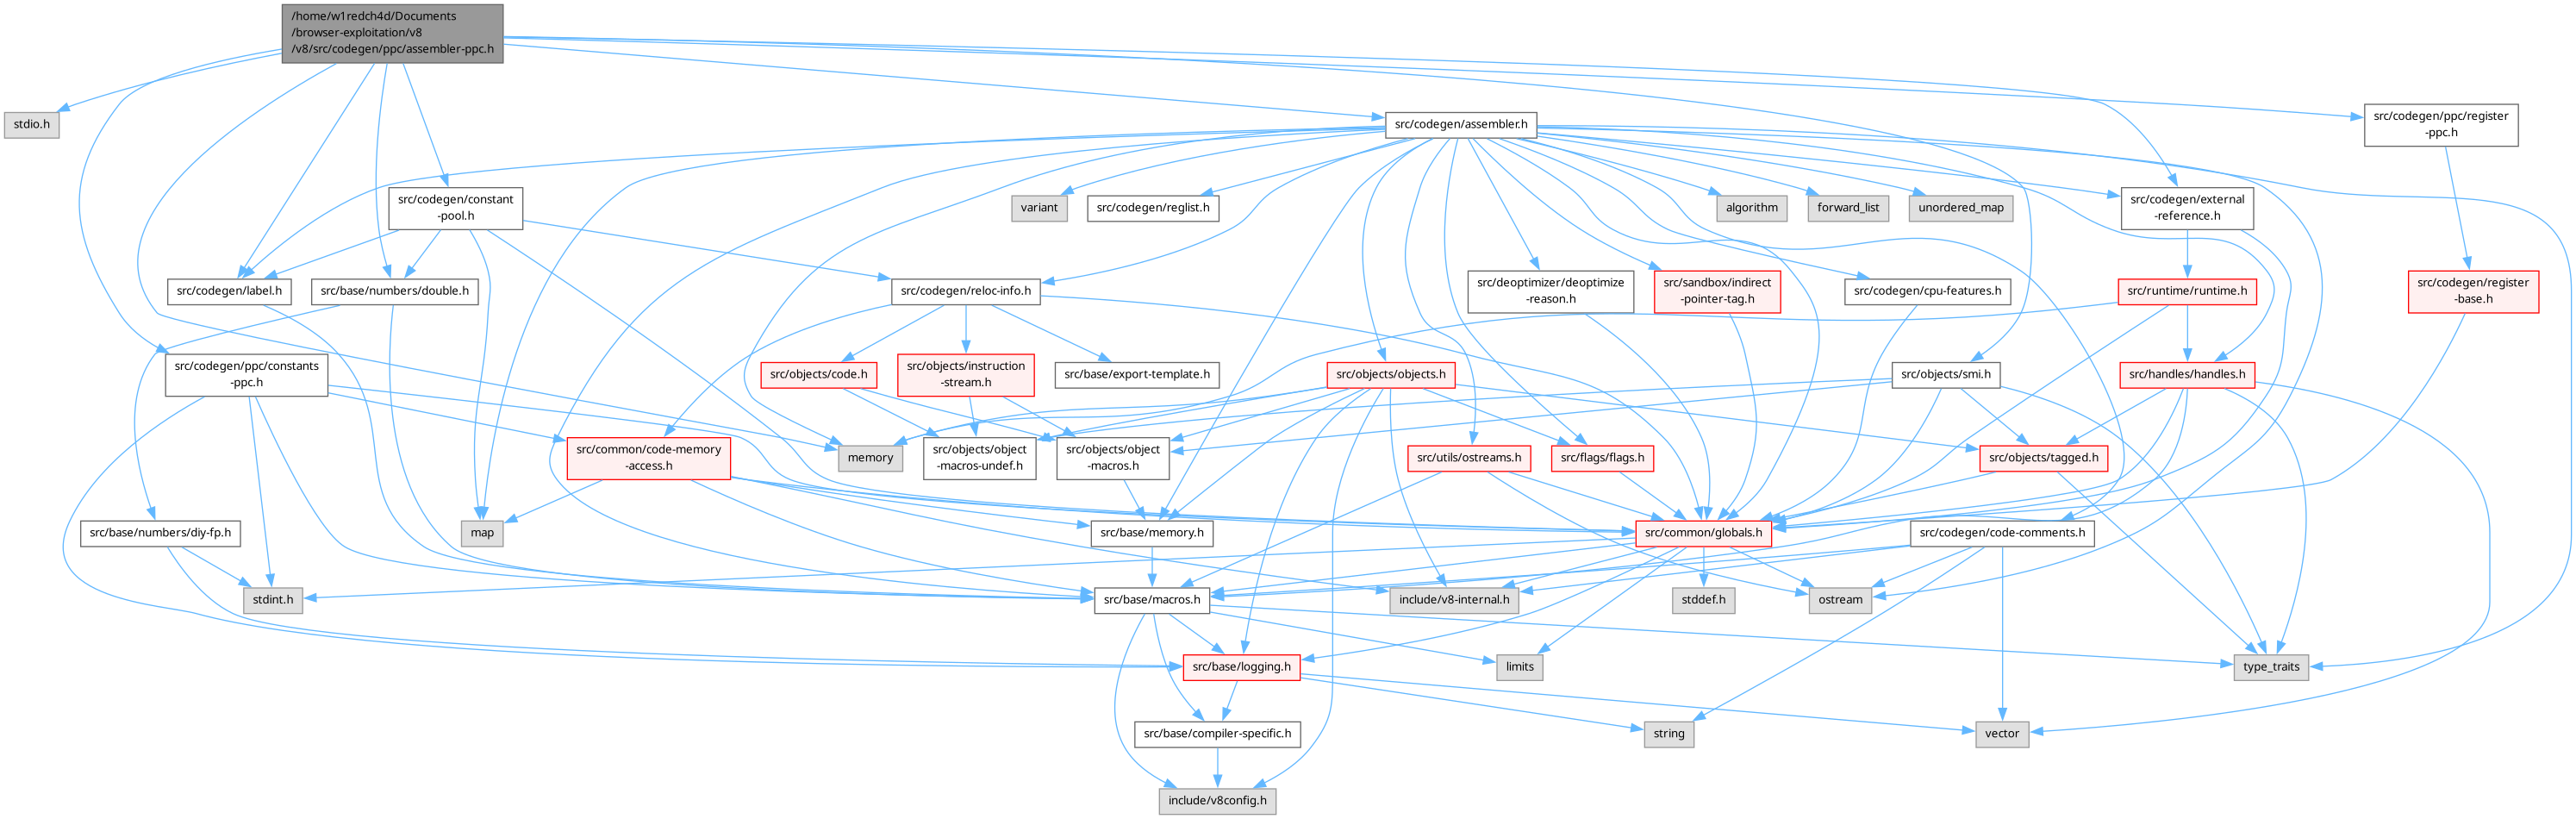 /home/w1redch4d/Documents
/browser-exploitation/v8
/v8/src/codegen/ppc/assembler-ppc.h
stdio.h
src/codegen/assembler.h
src/codegen/ppc/register
-ppc.h
src/codegen/constant
-pool.h
variant
src/codegen/reglist.h
algorithm
forward_list
unordered_map
src/codegen/external
-reference.h
src/codegen/label.h
src/base/numbers/double.h
src/codegen/reloc-info.h
src/deoptimizer/deoptimize
-reason.h
src/sandbox/indirect
-pointer-tag.h
src/codegen/cpu-features.h
src/runtime/runtime.h
src/codegen/register
-base.h
src/codegen/ppc/constants
-ppc.h
src/objects/code.h
src/objects/instruction
-stream.h
src/base/export-template.h
src/objects/objects.h
src/objects/smi.h
src/handles/handles.h
src/common/code-memory
-access.h
memory
src/objects/object
-macros-undef.h
src/objects/object
-macros.h
src/utils/ostreams.h
src/flags/flags.h
src/objects/tagged.h
src/base/numbers/diy-fp.h
map
src/base/memory.h
src/common/globals.h
src/codegen/code-comments.h
stdint.h
src/base/macros.h
include/v8-internal.h
stddef.h
ostream
src/base/logging.h
limits
type_traits
src/base/compiler-specific.h
string
vector
include/v8config.h